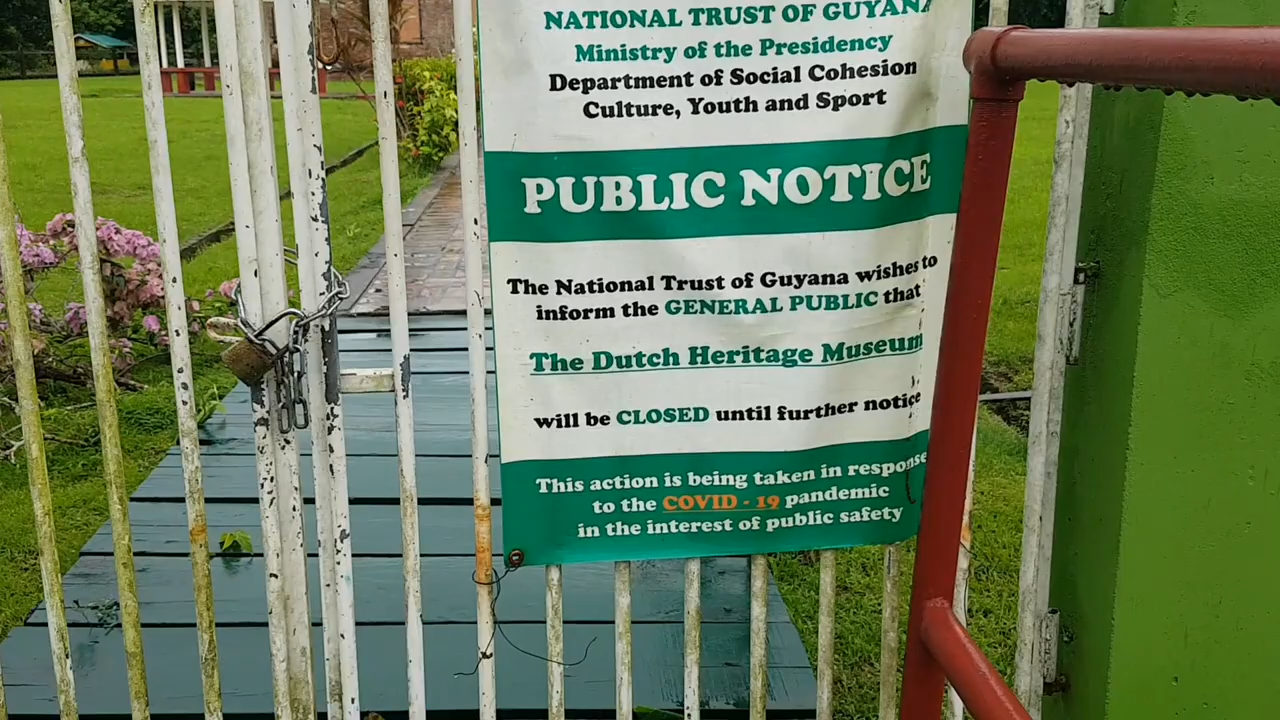 NATIONAL TRUST OF GUYANA
Ministry of the Presidency
Department of Social Cohesion
Culture, Youth and Sport
PUBLIC NOTICE
The National Trust of Guyana wishes to
inform the GENERAL PUBLIC that
The Dutch Heritage Museum
will be CLOSED until further notice
This action is being taken in response
to the COVID - 19 pandemic
in the interest of public safety